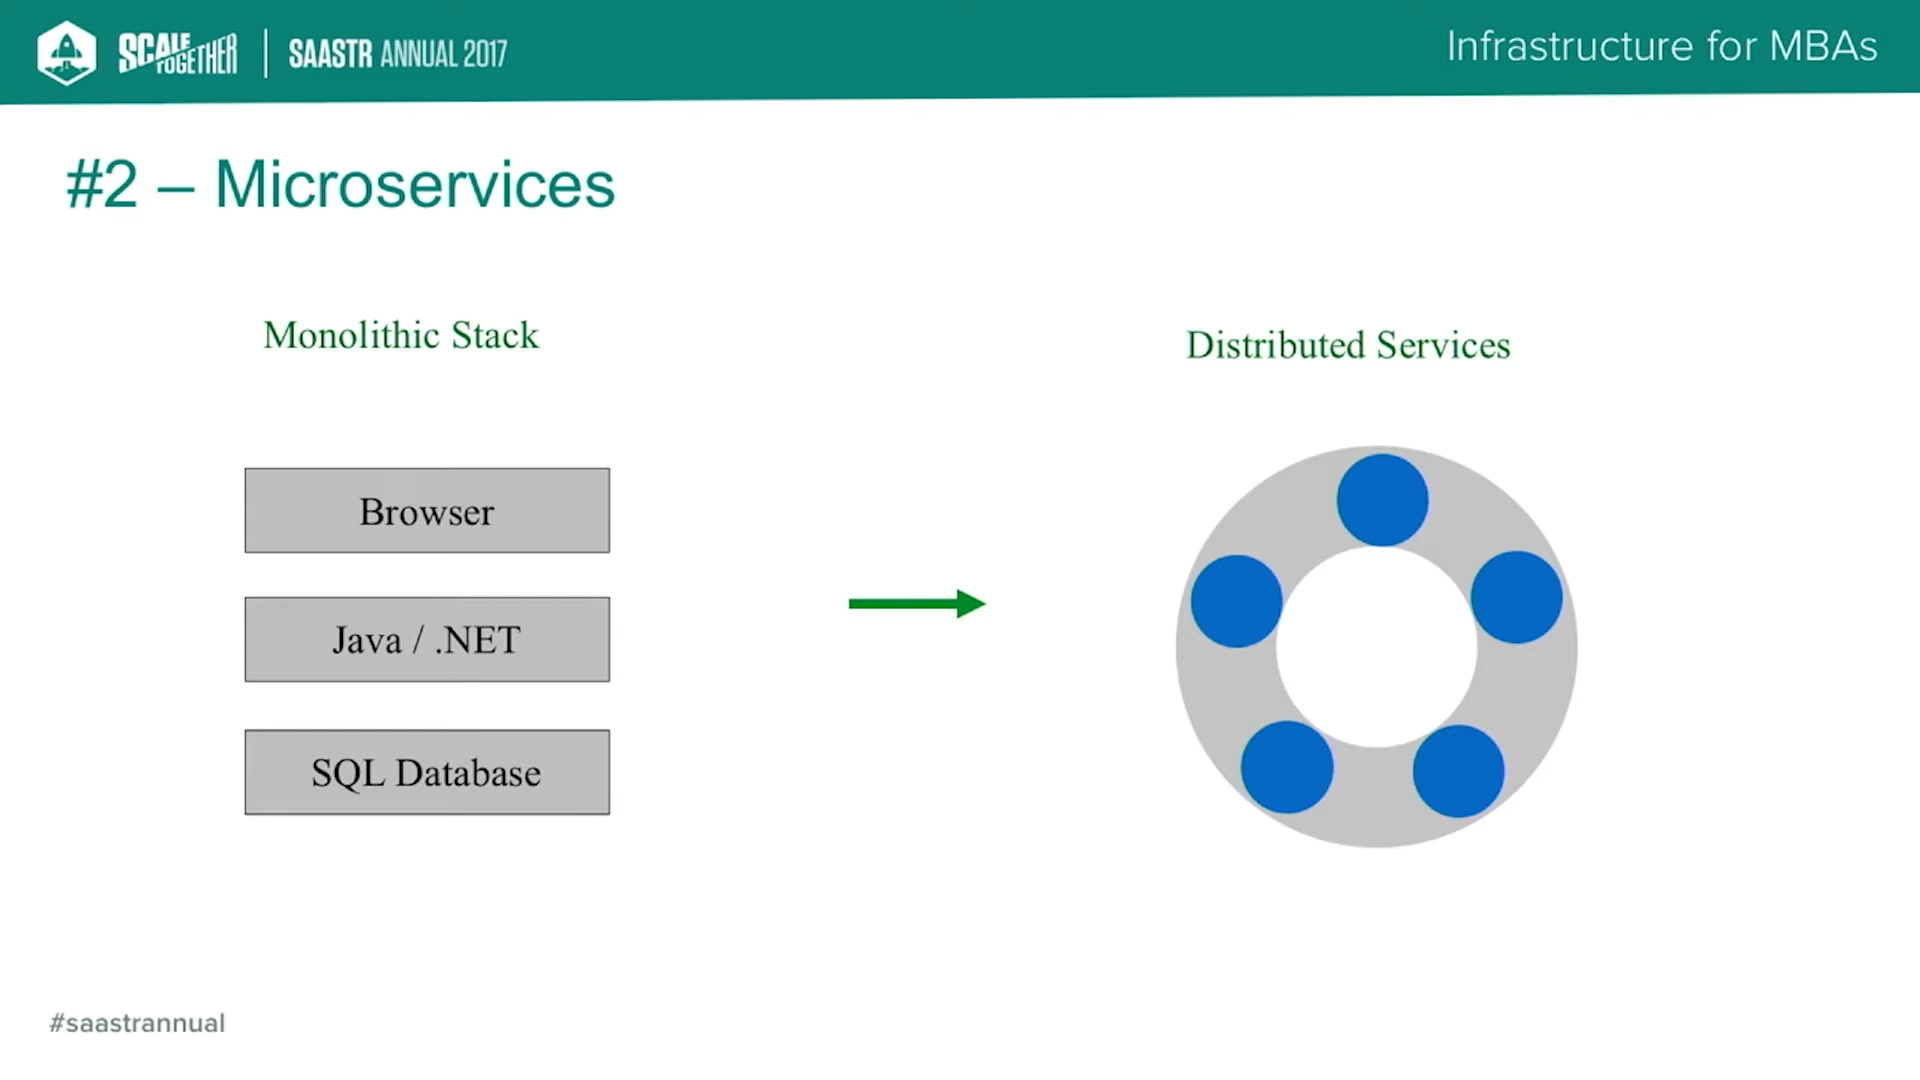 SCALE TOGETHER
SAASTR ANNUAL 2017
Infrastructure for MBAs
#2 – Microservices
Monolithic Stack
Distributed Services
Browser
Java / .NET
SQL Database
#saastrannual